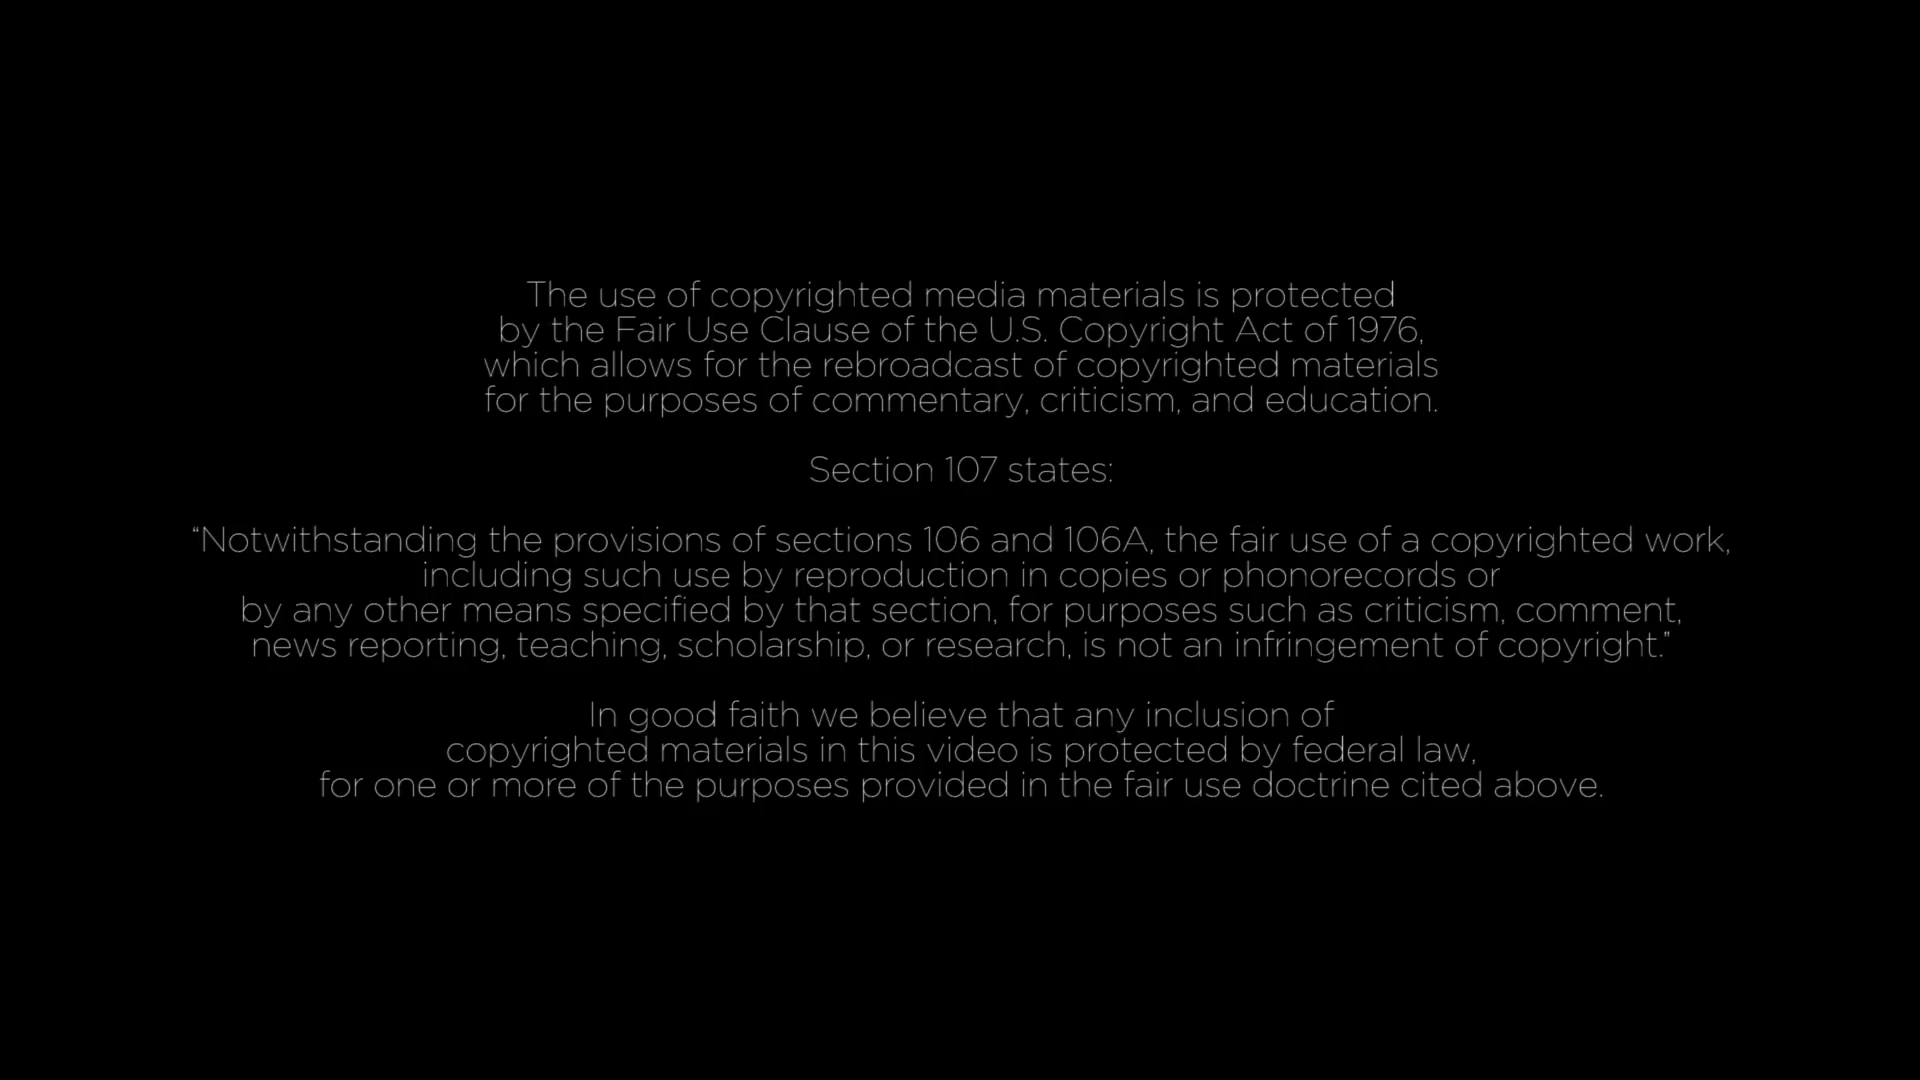 The use of copyrighted media materials is protected
by the Fair Use Clause of the U.S. Copyright Act of 1976,
which allows for the rebroadcast of copyrighted materials
for the purposes of commentary, criticism, and education.
Section 107 states:
“Notwithstanding the provisions of sections 106 and 106A, the fair use of a copyrighted work,
including such use by reproduction in copies or phonorecords or
by any other means specified by that section, for purposes such as criticism, comment,
news reporting, teaching, scholarship, or research, is not an infringement of copyright.”
In good faith we believe that any inclusion of
copyrighted materials in this video is protected by federal law,
for one or more of the purposes provided in the fair use doctrine cited above.